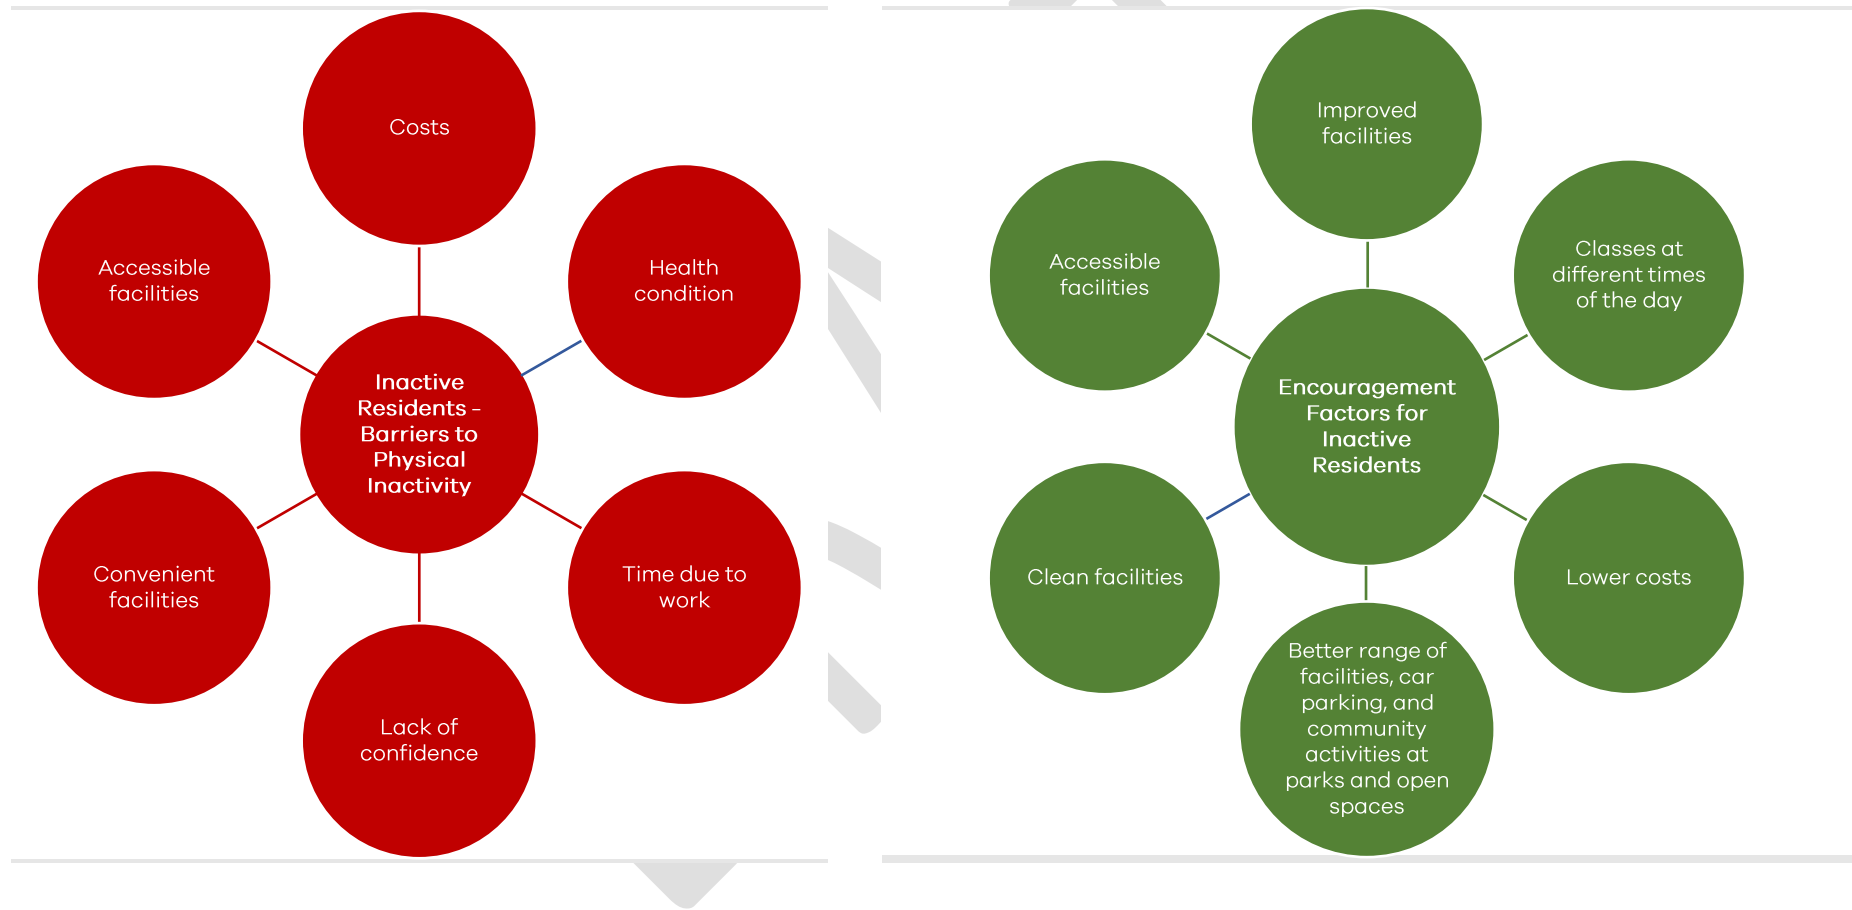 Costs
Health
condition
Time due to
work
Lack of
confidence
Convenient
facilities
Accessible
facilities
Inactive
Residents -
Barriers to
Physical
Inactivity
Improved
facilities
Classes at
different times
of the day
Lower costs
Better range of
facilities, car
parking, and
community
activities at
parks and open
spaces
Clean facilities
Accessible
facilities
Encouragement
Factors for
Inactive
Residents